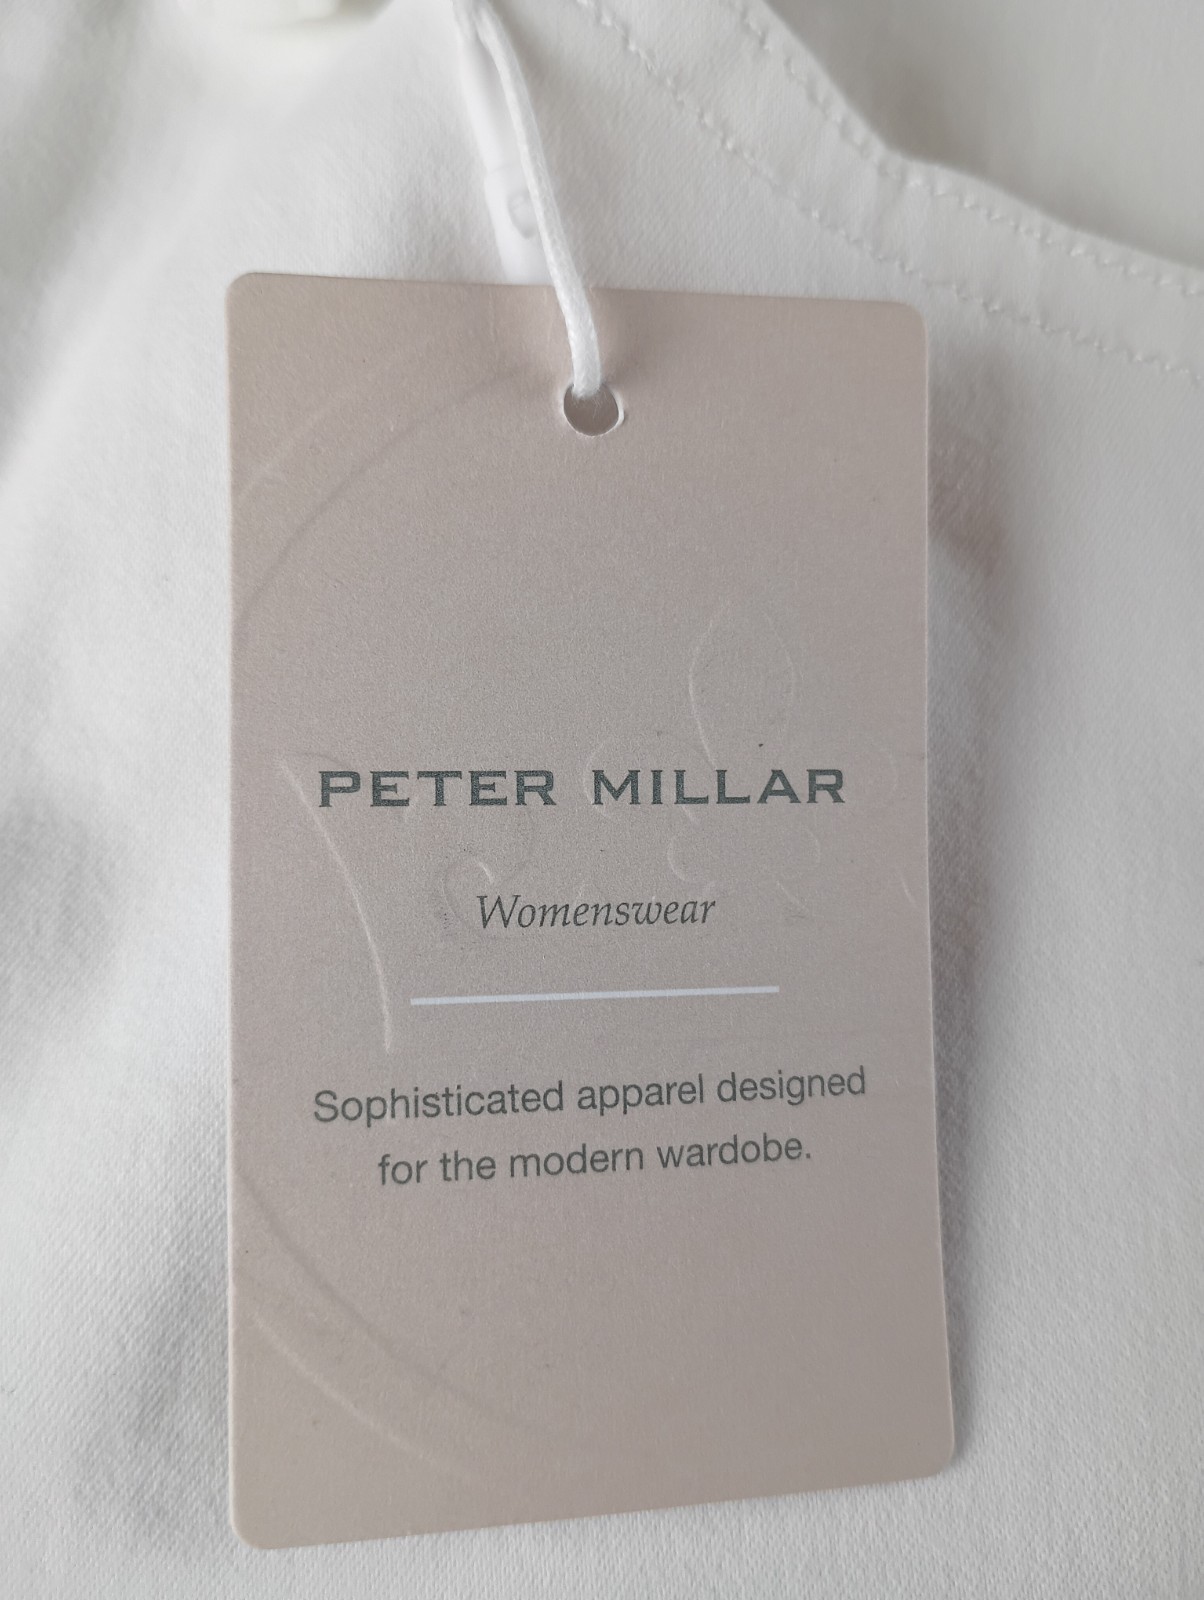 PETER MILLAR
Womenswear
Sophisticated apparel designed
for the modern wardobe.